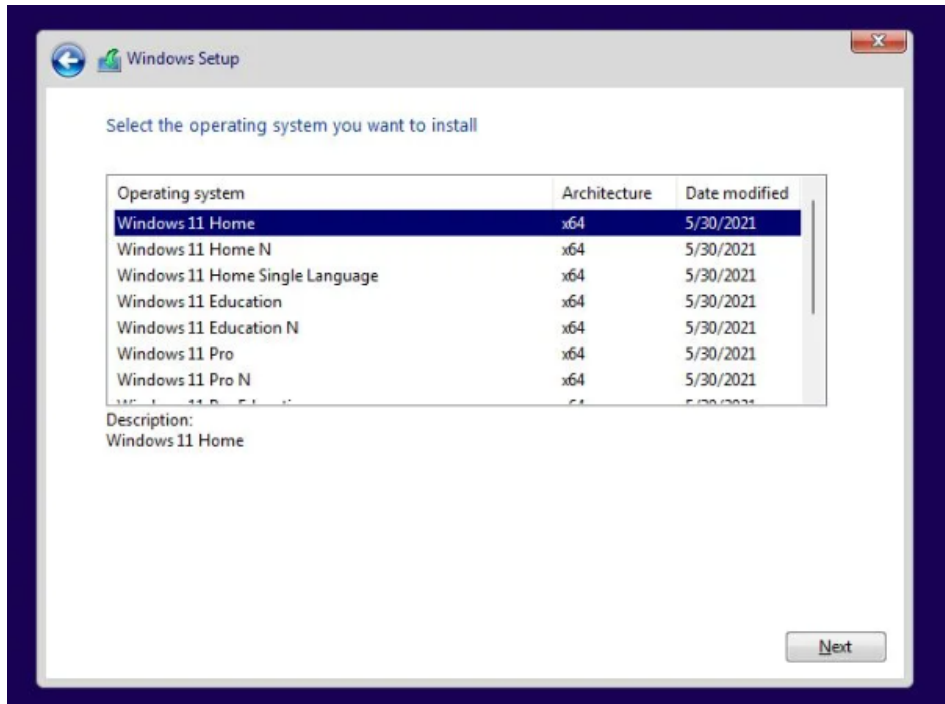 Windows Setup
Select the operating system you want to install
Operating system Architecture Date modified
Windows 11 Home x64 5/30/2021
Windows 11 Home N x64 5/30/2021
Windows 11 Home Single Language x64 5/30/2021
Windows 11 Education x64 5/30/2021
Windows 11 Education N x64 5/30/2021
Windows 11 Pro x64 5/30/2021
Windows 11 Pro N x64 5/30/2021
Description:
Windows 11 Home
Next